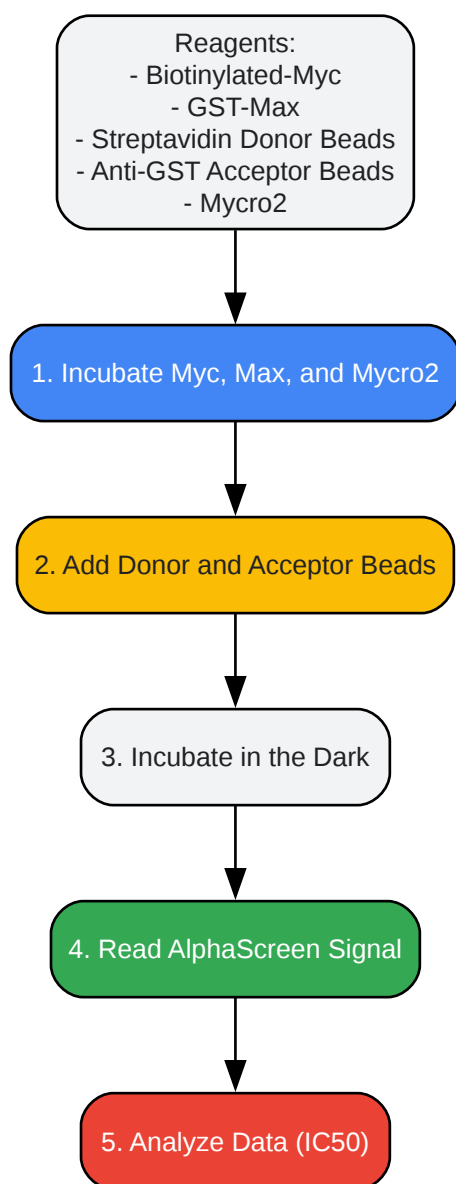 Reagents:
- Biotinylated-Myc
- GST-Max
- Streptavidin Donor Beads
- Anti-GST Acceptor Beads
- Mycro2
1. Incubate Myc, Max, and Mycro2
2. Add Donor and Acceptor Beads
3. Incubate in the Dark
4. Read AlphaScreen Signal
5. Analyze Data (IC50)